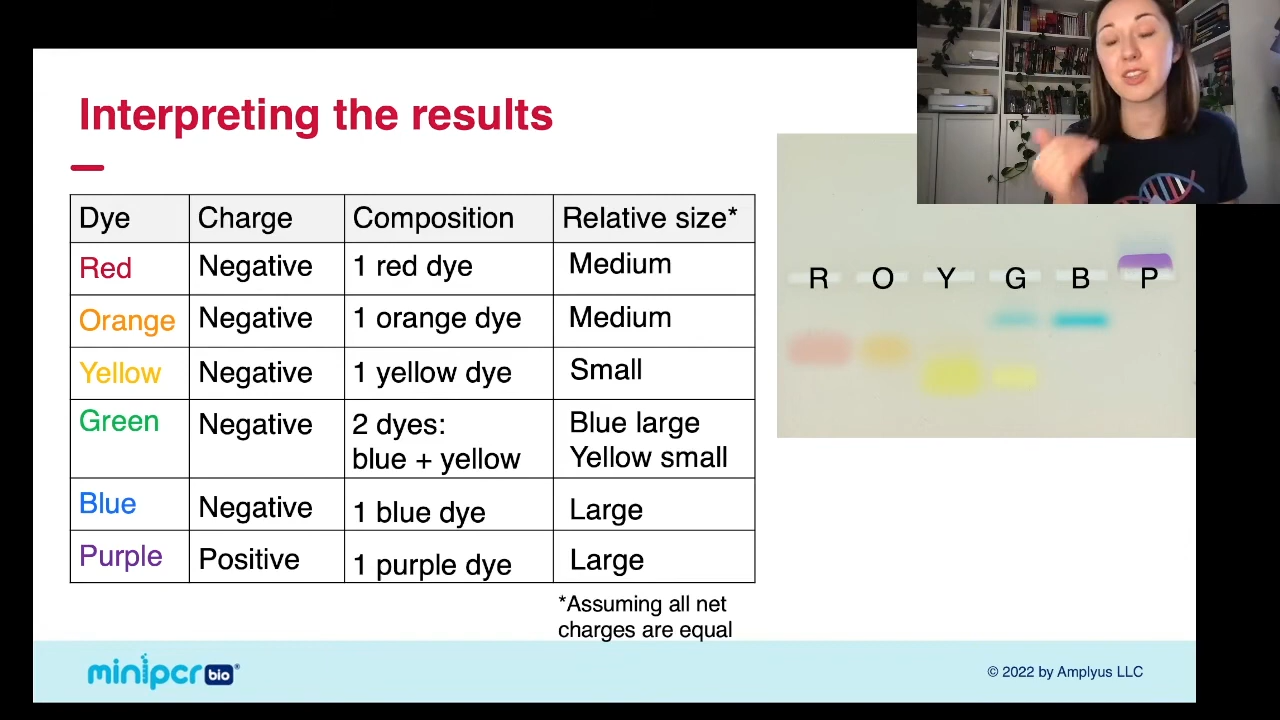 Interpreting the results
Dye Charge Composition Relative size*
Red Negative 1 red dye Medium
Orange Negative 1 orange dye Medium
Yellow Negative 1 yellow dye Small
Green Negative 2 dyes: Blue large
blue + yellow Yellow small
Blue Negative 1 blue dye Large
Purple Positive 1 purple dye Large
*Assuming all net
charges are equal
R O Y G B P
minipcr bio®
© 2022 by Amplyus LLC